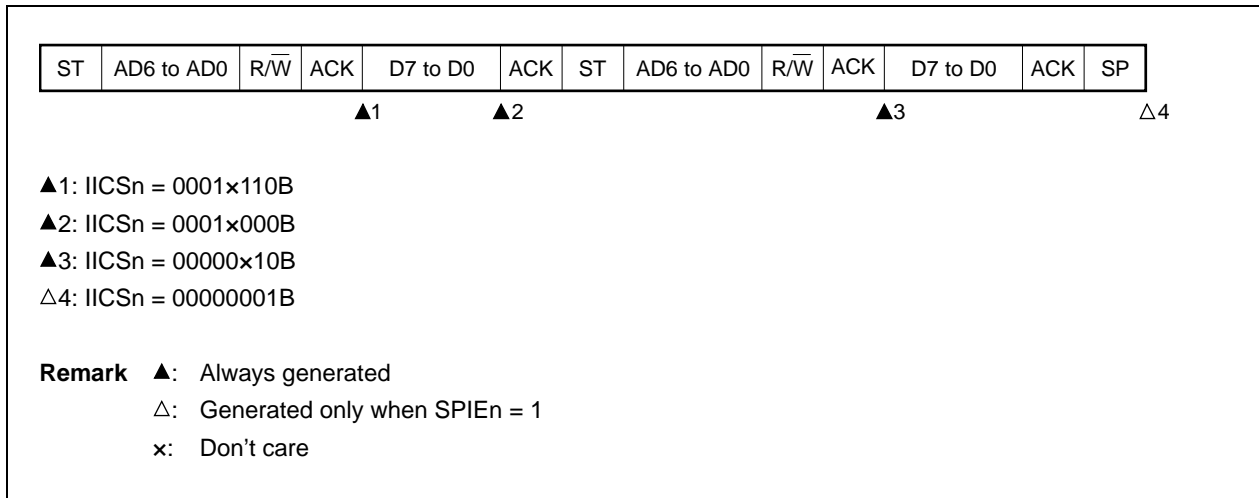 ST AD6 to AD0 R/W̅ ACK D7 to D0 ACK ST AD6 to AD0 R/W̅ ACK D7 to D0 ACK SP
▲1 ▲2 ▲3 △4
▲1: IICSn = 0001×110B
▲2: IICSn = 0001×000B
▲3: IICSn = 00000×10B
△4: IICSn = 00000001B
Remark ▲: Always generated
△: Generated only when SPIEn = 1
×: Don't care